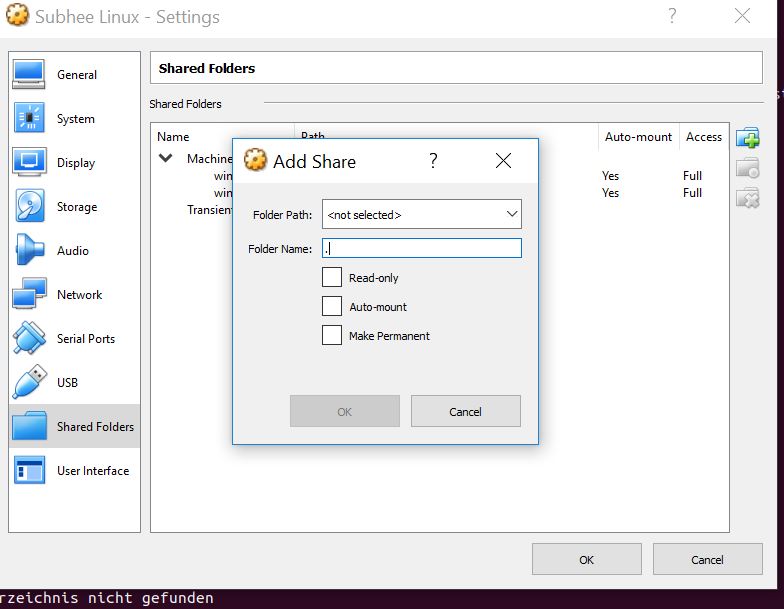 Subhee Linux - Settings
General
System
Display
Storage
Audio
Network
Serial Ports
USB
Shared Folders
User Interface
Shared Folders
Shared Folders
Name Path Auto-mount Access
Machine
win Yes Full
win Yes Full
Transient
Add Share ?
Folder Path: <not selected>
Folder Name: .
Read-only
Auto-mount
Make Permanent
OK Cancel
OK Cancel
rzeichnis nicht gefunden